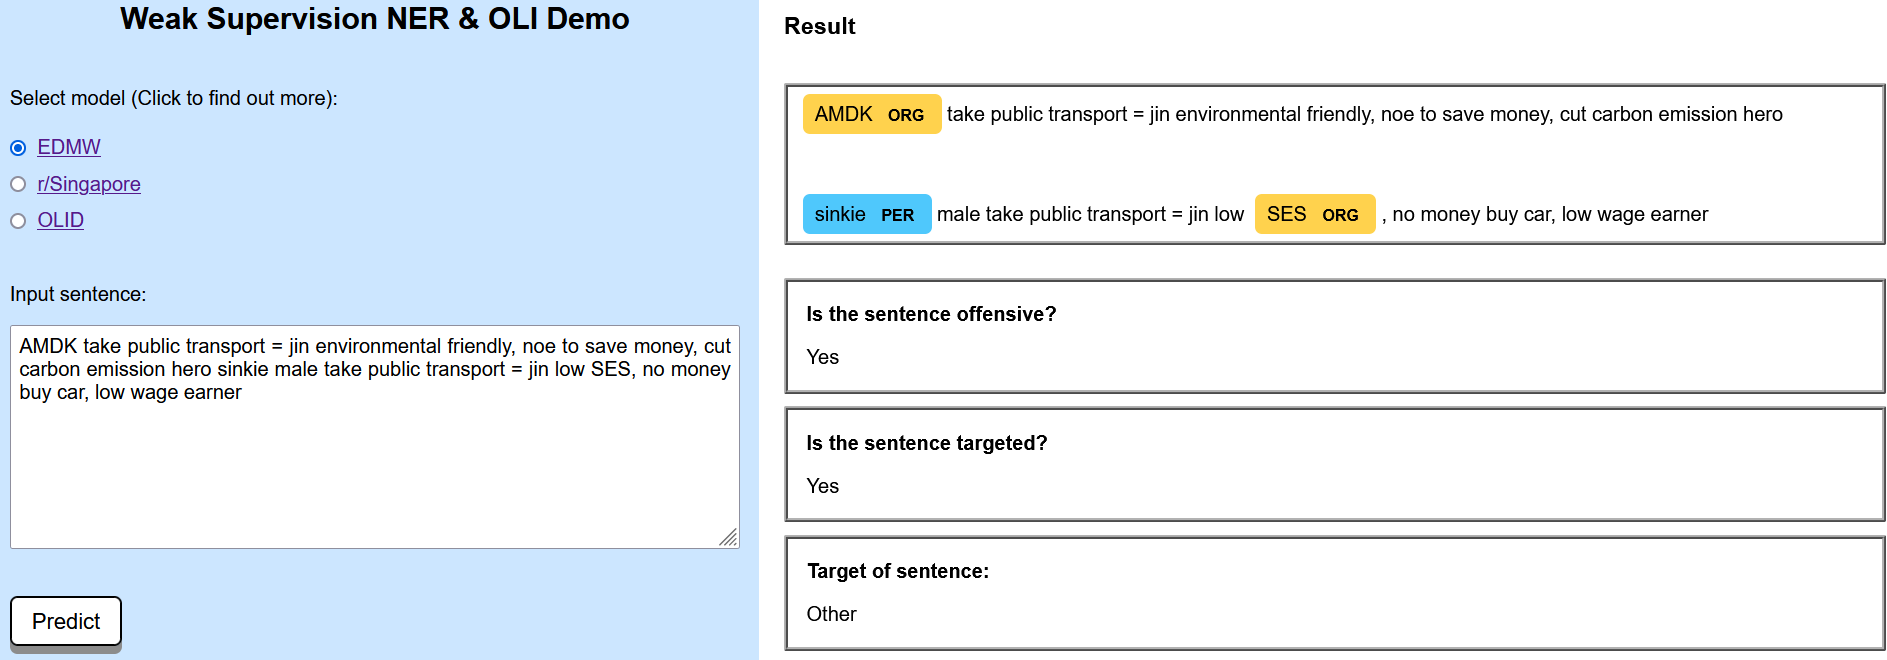 Weak Supervision NER & OLI Demo
Select model (Click to find out more):
EDMW
r/Singapore
OLID
Input sentence:
AMDK take public transport = jin environmental friendly, noe to save money, cut
carbon emission hero sinkie male take public transport = jin low SES, no money
buy car, low wage earner
Predict
Result
AMDK ORG take public transport = jin environmental friendly, noe to save money, cut carbon emission hero
sinkie PER male take public transport = jin low SES ORG , no money buy car, low wage earner
Is the sentence offensive?
Yes
Is the sentence targeted?
Yes
Target of sentence:
Other